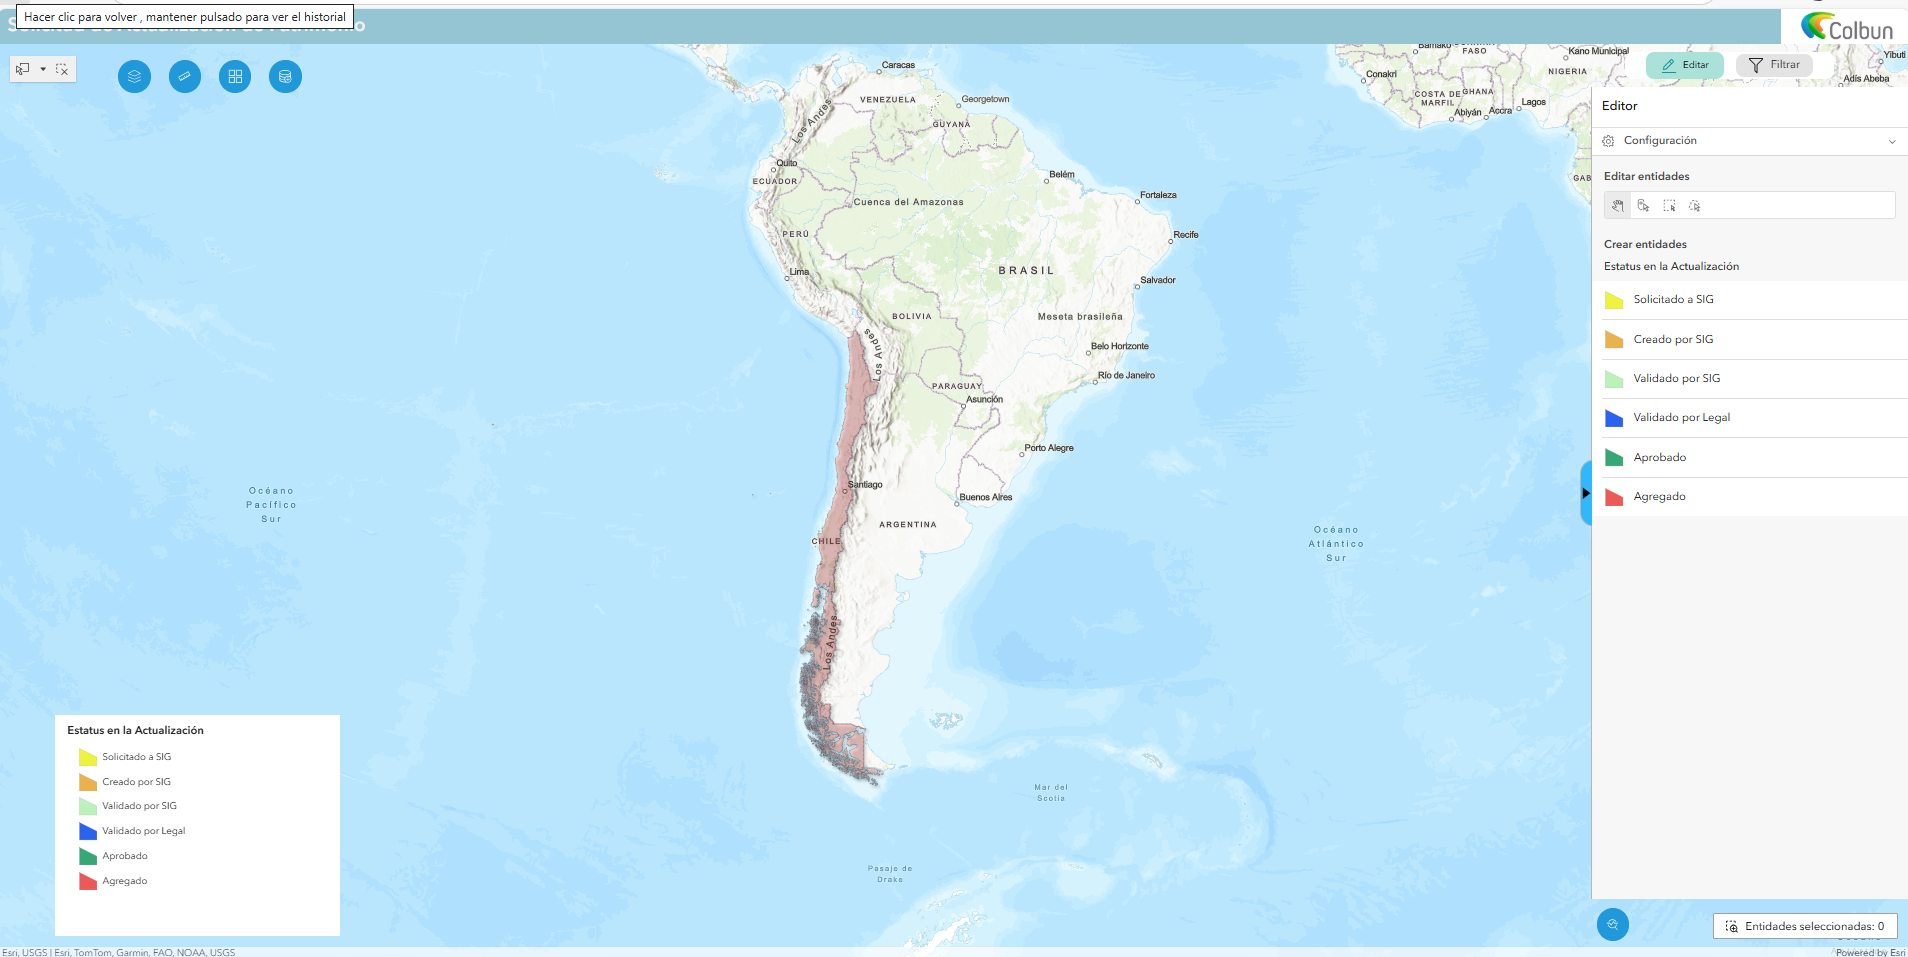 Hacer clic para volver , mantener pulsado para ver el historial
Colbun
Editar
Filtrar
Editor
Configuración
Editar entidades
Crear entidades
Estatus en la Actualización
Solicitado a SIG
Creado por SIG
Validado por SIG
Validado por Legal
Aprobado
Agregado
Caracas
VENEZUELA
Georgetown
GUYANA
Los Andes
Quito
ECUADOR
Belém
Fortaleza
Cuenca del Amazonas
PERÚ
Recife
Lima
BRASIL
Salvador
BOLIVIA
Meseta brasileña
Los Andes
Belo Horizonte
Río de Janeiro
PARAGUAY
Asunción
Porto Alegre
Santiago
Buenos Aires
ARGENTINA
CHILE
Los Andes
Océano
Pacífico
Sur
Océano
Atlántico
Sur
Mar del
Scotia
Pasaje de
Drake
Bamako
FASO
Kano Municipal
Conakri
NIGERIA
COSTA DE
MARFIL
GHANA
Abiyán
Accra
Lagos
GAB
Yibuti
Adís Abeba
Estatus en la Actualización
Solicitado a SIG
Creado por SIG
Validado por SIG
Validado por Legal
Aprobado
Agregado
Entidades seleccionadas: 0
Esri, USGS | Esri, TomTom, Garmin, FAO, NOAA, USGS
Powered by Esri